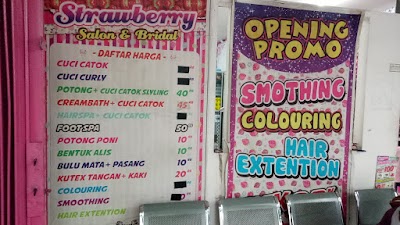 Strawberry
Salon & Bridal
- DAFTAR HARGA -
CUCI CATOK
CUCI CURLY
POTONG + CUCI CATOK SLYLING 40
CREAMBATH + CUCI CATOK 45
HAIRSPA + CUCI CATOK
FOOTSPA 50
POTONG PONI 10
BENTUK ALIS 10
BULU MATA + PASANG 10
KUTEX TANGAN + KAKI 20
COLOURING
SMOOTHING
HAIR EXTENTION
OPENING
PROMO
SMOTHING
COLOURING
HAIR
EXTENTION